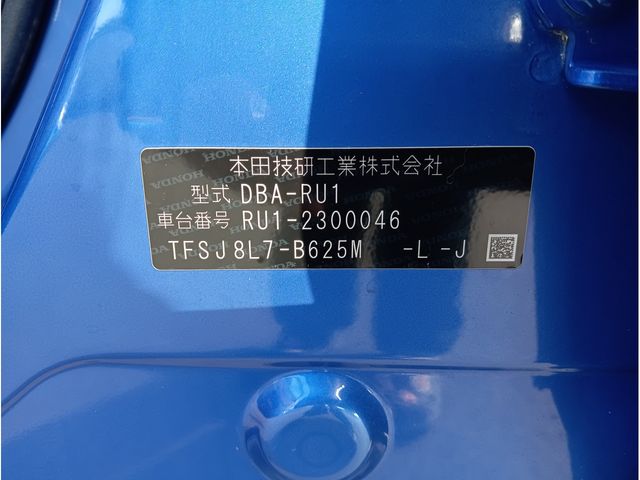 本田技研工業株式会社
型式 DBA-RU1
車台番号 RU1-2300046
TFSJ8L7-B625M -L -J